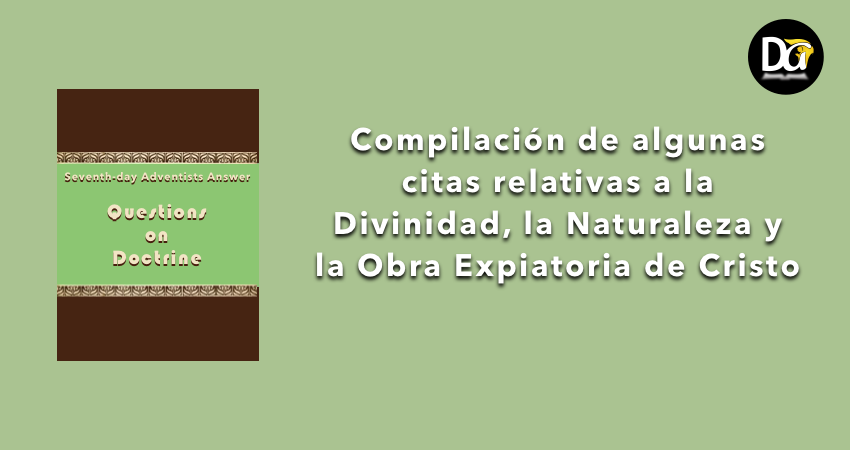 DG
Seventh-day Adventists Answer
Questions
on
Doctrine
Compilación de algunas
citas relativas a la
Divinidad, la Naturaleza y
la Obra Expiatoria de Cristo